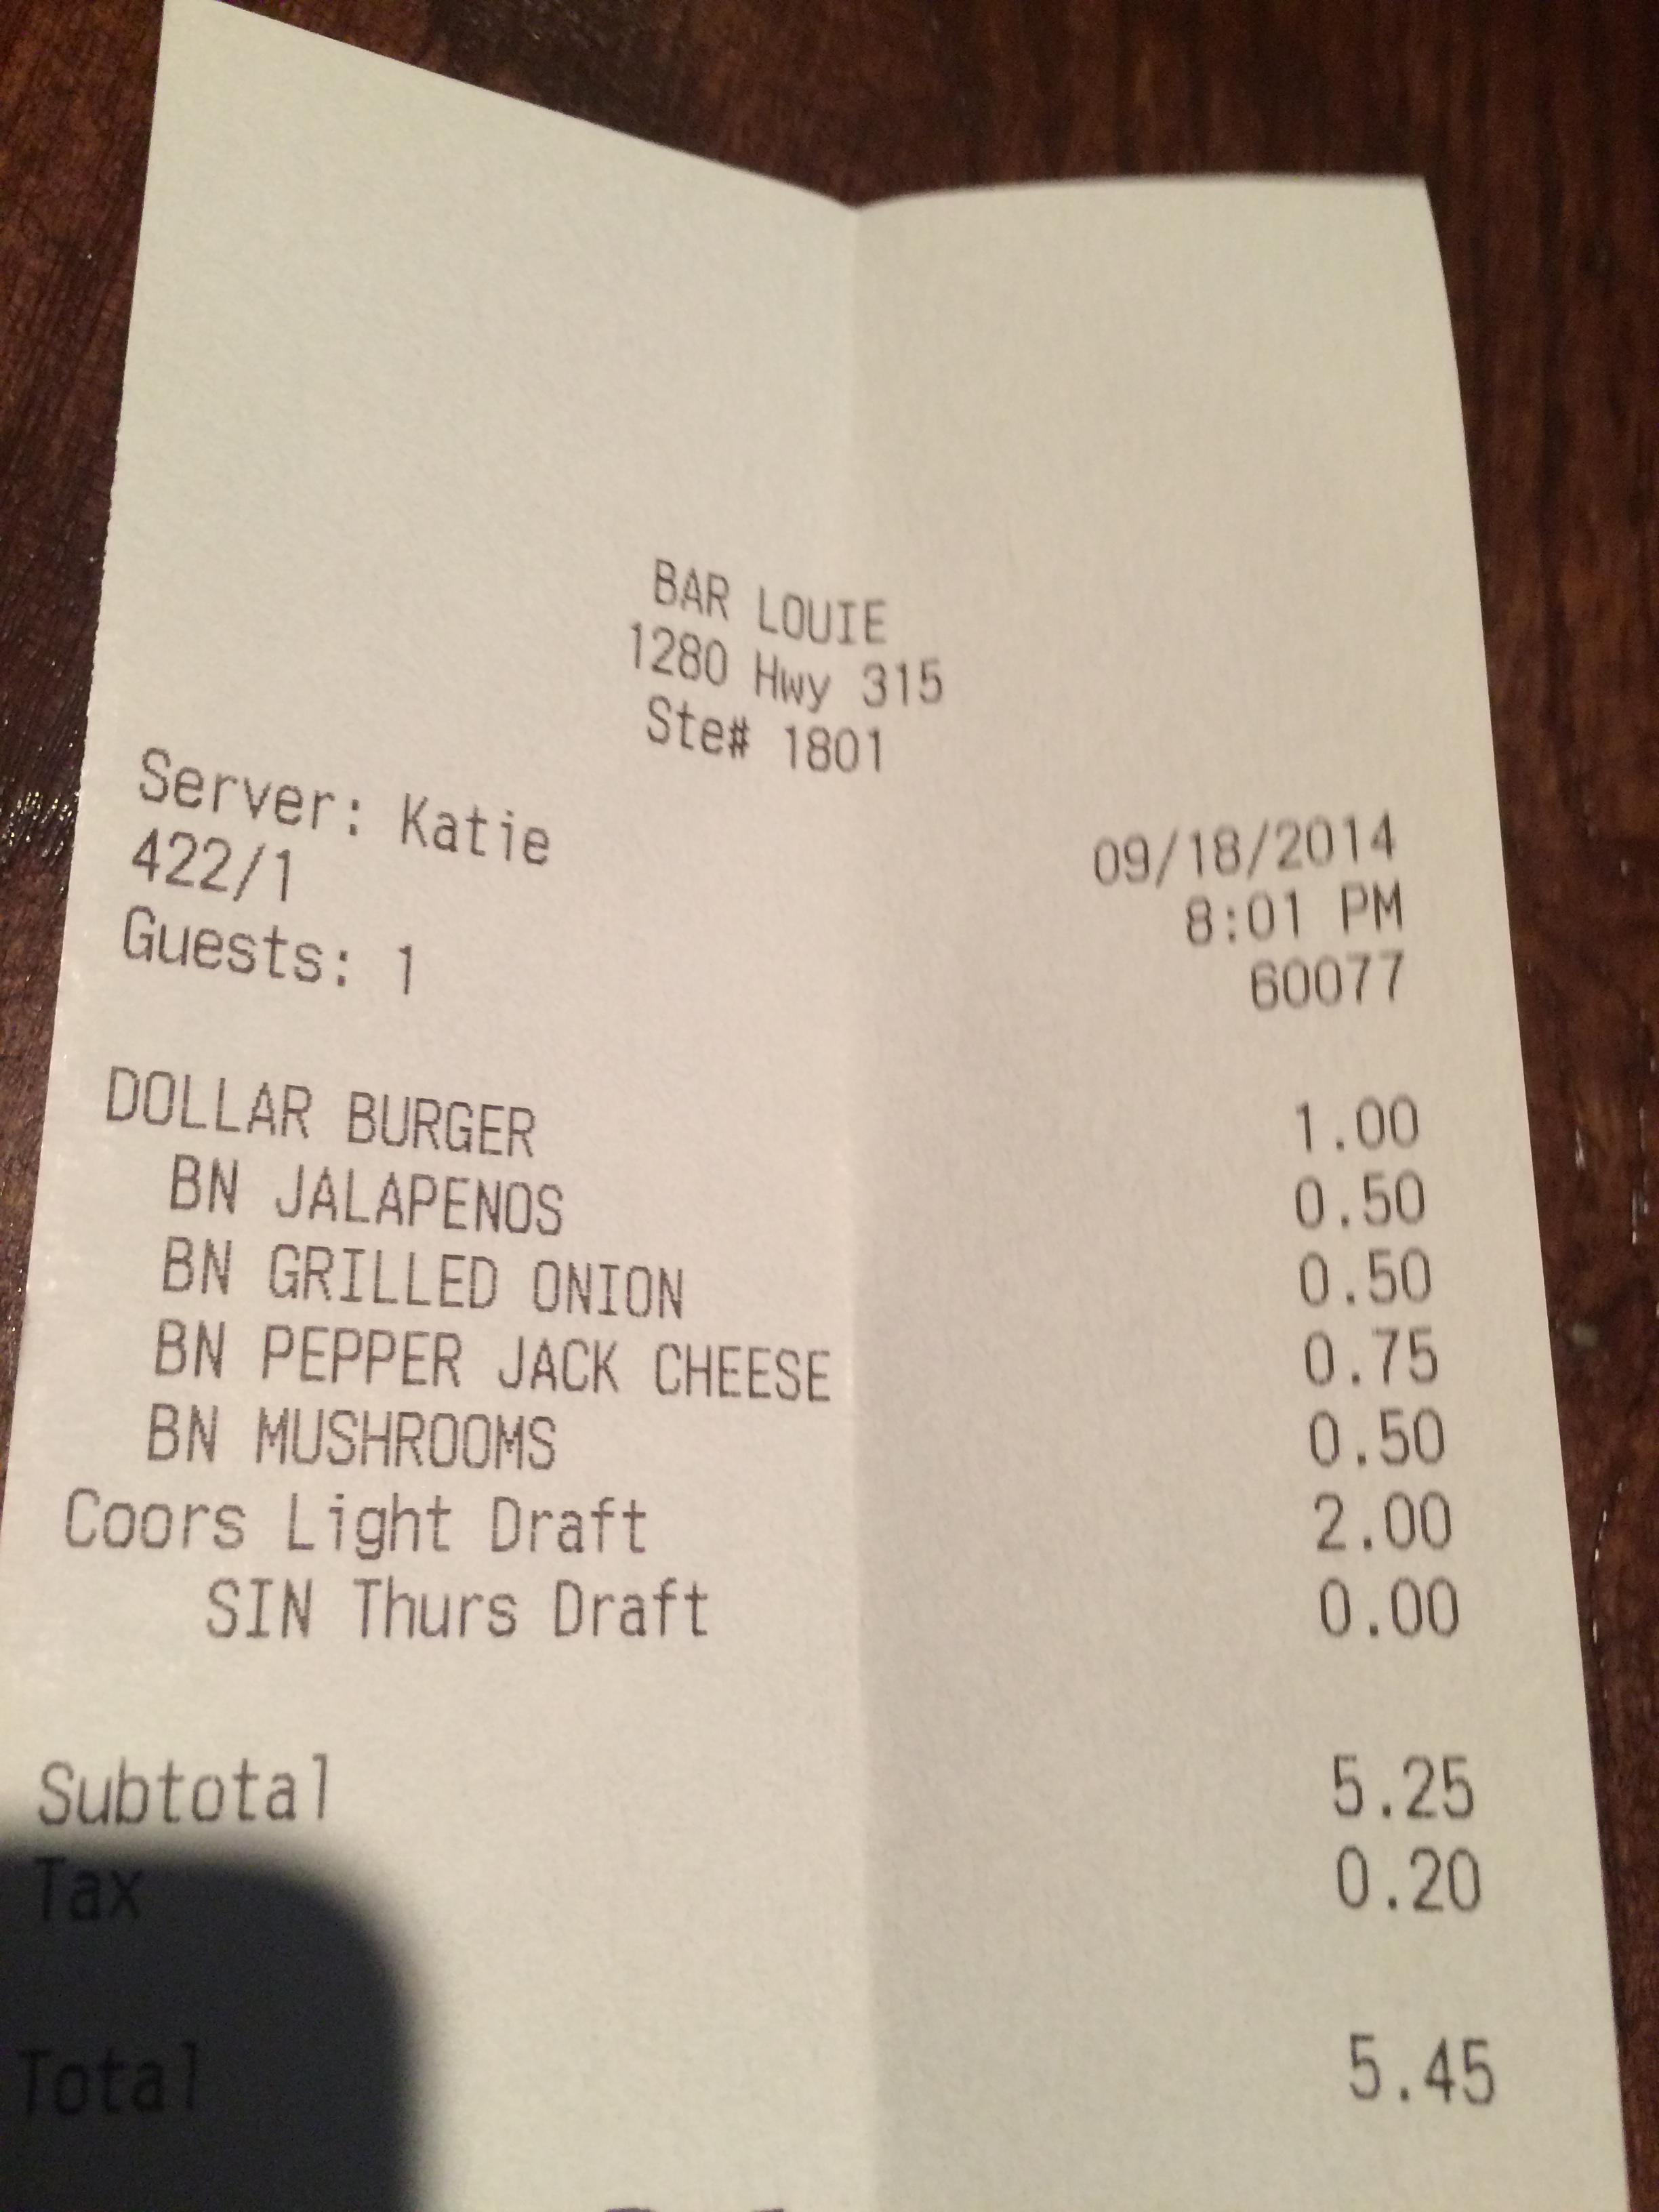 BAR LOUIE
1280 Hwy 315
Ste# 1801
Server: Katie 09/18/2014
422/1 8:01 PM
Guests: 1 60077
DOLLAR BURGER 1.00
BN JALAPENOS 0.50
BN GRILLED ONION 0.50
BN PEPPER JACK CHEESE 0.75
BN MUSHROOMS 0.50
Coors Light Draft 2.00
SIN Thurs Draft 0.00
Subtotal 5.25
Tax 0.20
Total 5.45